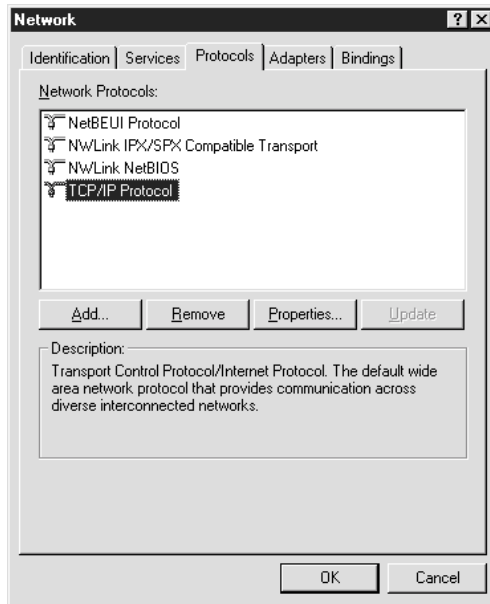 Network
Identification Services Protocols Adapters Bindings
Network Protocols:
NetBEUI Protocol
NWLink IPX/SPX Compatible Transport
NWLink NetBIOS
TCP/IP Protocol
Add... Remove Properties... Update
Description:
Transport Control Protocol/Internet Protocol. The default wide
area network protocol that provides communication across
diverse interconnected networks.
OK Cancel